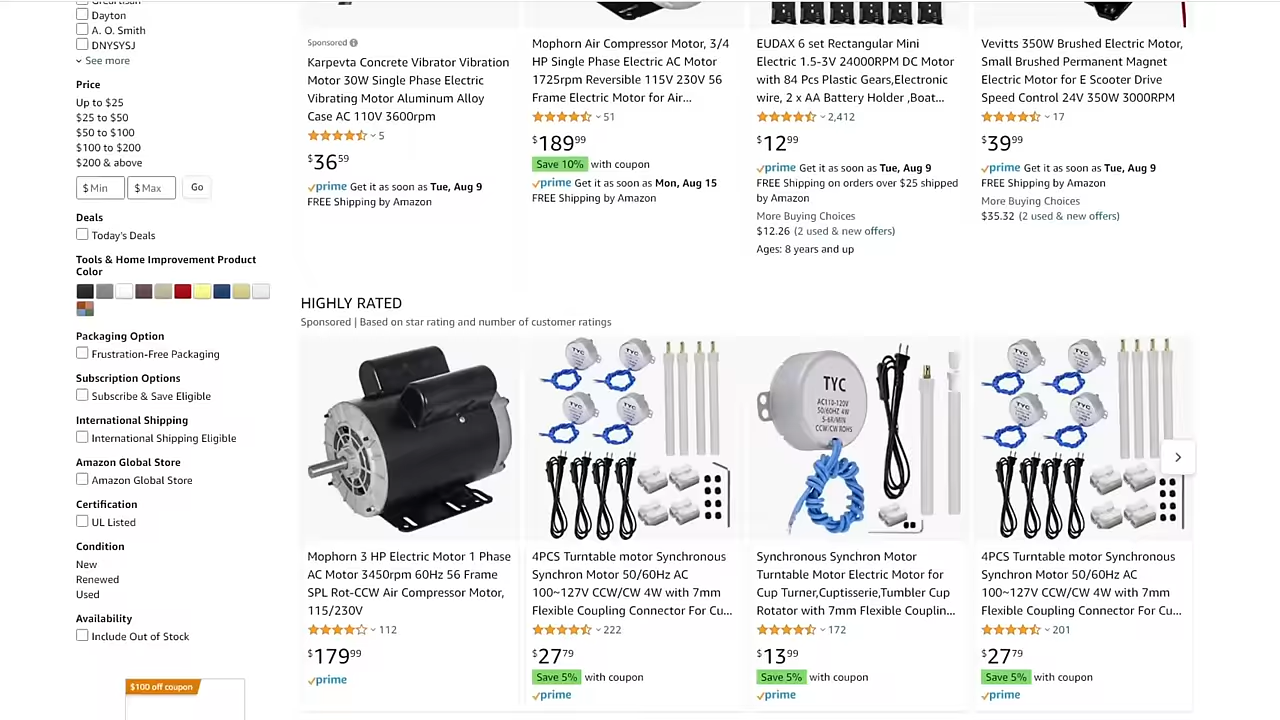 Dayton
A. O. Smith
DNYSYSJ
See more
Price
Up to $25
$25 to $50
$50 to $100
$100 to $200
$200 & above
$ Min
$ Max
Go
Deals
Today's Deals
Tools & Home Improvement Product
Color
Packaging Option
Frustration-Free Packaging
Subscription Options
Subscribe & Save Eligible
International Shipping
International Shipping Eligible
Amazon Global Store
Amazon Global Store
Certification
UL Listed
Condition
New
Renewed
Used
Availability
Include Out of Stock
$100 off coupon
Sponsored
Karpevta Concrete Vibrator Vibration
Motor 30W Single Phase Electric
Vibrating Motor Aluminum Alloy
Case AC 110V 3600rpm
5
$36 59
prime Get it as soon as Tue, Aug 9
FREE Shipping by Amazon
Mophorn Air Compressor Motor, 3/4
HP Single Phase Electric AC Motor
1725rpm Reversible 115V 230V 56
Frame Electric Motor for Air...
51
$189 99
Save 10% with coupon
prime Get it as soon as Mon, Aug 15
FREE Shipping by Amazon
EUDAX 6 set Rectangular Mini
Electric 1.5-3V 24000RPM DC Motor
with 84 Pcs Plastic Gears,Electronic
wire, 2 x AA Battery Holder ,Boat...
2,412
$12 99
prime Get it as soon as Tue, Aug 9
FREE Shipping on orders over $25 shipped
by Amazon
More Buying Choices
$12.26 (2 used & new offers)
Ages: 8 years and up
Vevitts 350W Brushed Electric Motor,
Small Brushed Permanent Magnet
Electric Motor for E Scooter Drive
Speed Control 24V 350W 3000RPM
17
$39 99
prime Get it as soon as Tue, Aug 9
FREE Shipping by Amazon
More Buying Choices
$35.32 (2 used & new offers)
HIGHLY RATED
Sponsored | Based on star rating and number of customer ratings
Mophorn 3 HP Electric Motor 1 Phase
AC Motor 3450rpm 60Hz 56 Frame
SPL Rot-CCW Air Compressor Motor,
115/230V
112
$179 99
prime
TYC
TYC
TYC
TYC
4PCS Turntable motor Synchronous
Synchron Motor 50/60Hz AC
100~127V CCW/CW 4W with 7mm
Flexible Coupling Connector For Cu...
222
$27 79
Save 5% with coupon
prime
TYC
AC110-120V
50/60HZ 4W
5-6R/MIN
CCW/CW ROHS
Synchronous Synchron Motor
Turntable Motor Electric Motor for
Cup Turner,Cuptisserie,Tumbler Cup
Rotator with 7mm Flexible Couplin...
172
$13 99
Save 5% with coupon
prime
TYC
TYC
TYC
TYC
4PCS Turntable motor Synchronous
Synchron Motor 50/60Hz AC
100~127V CCW/CW 4W with 7mm
Flexible Coupling Connector For Cu...
201
$27 79
Save 5% with coupon
prime